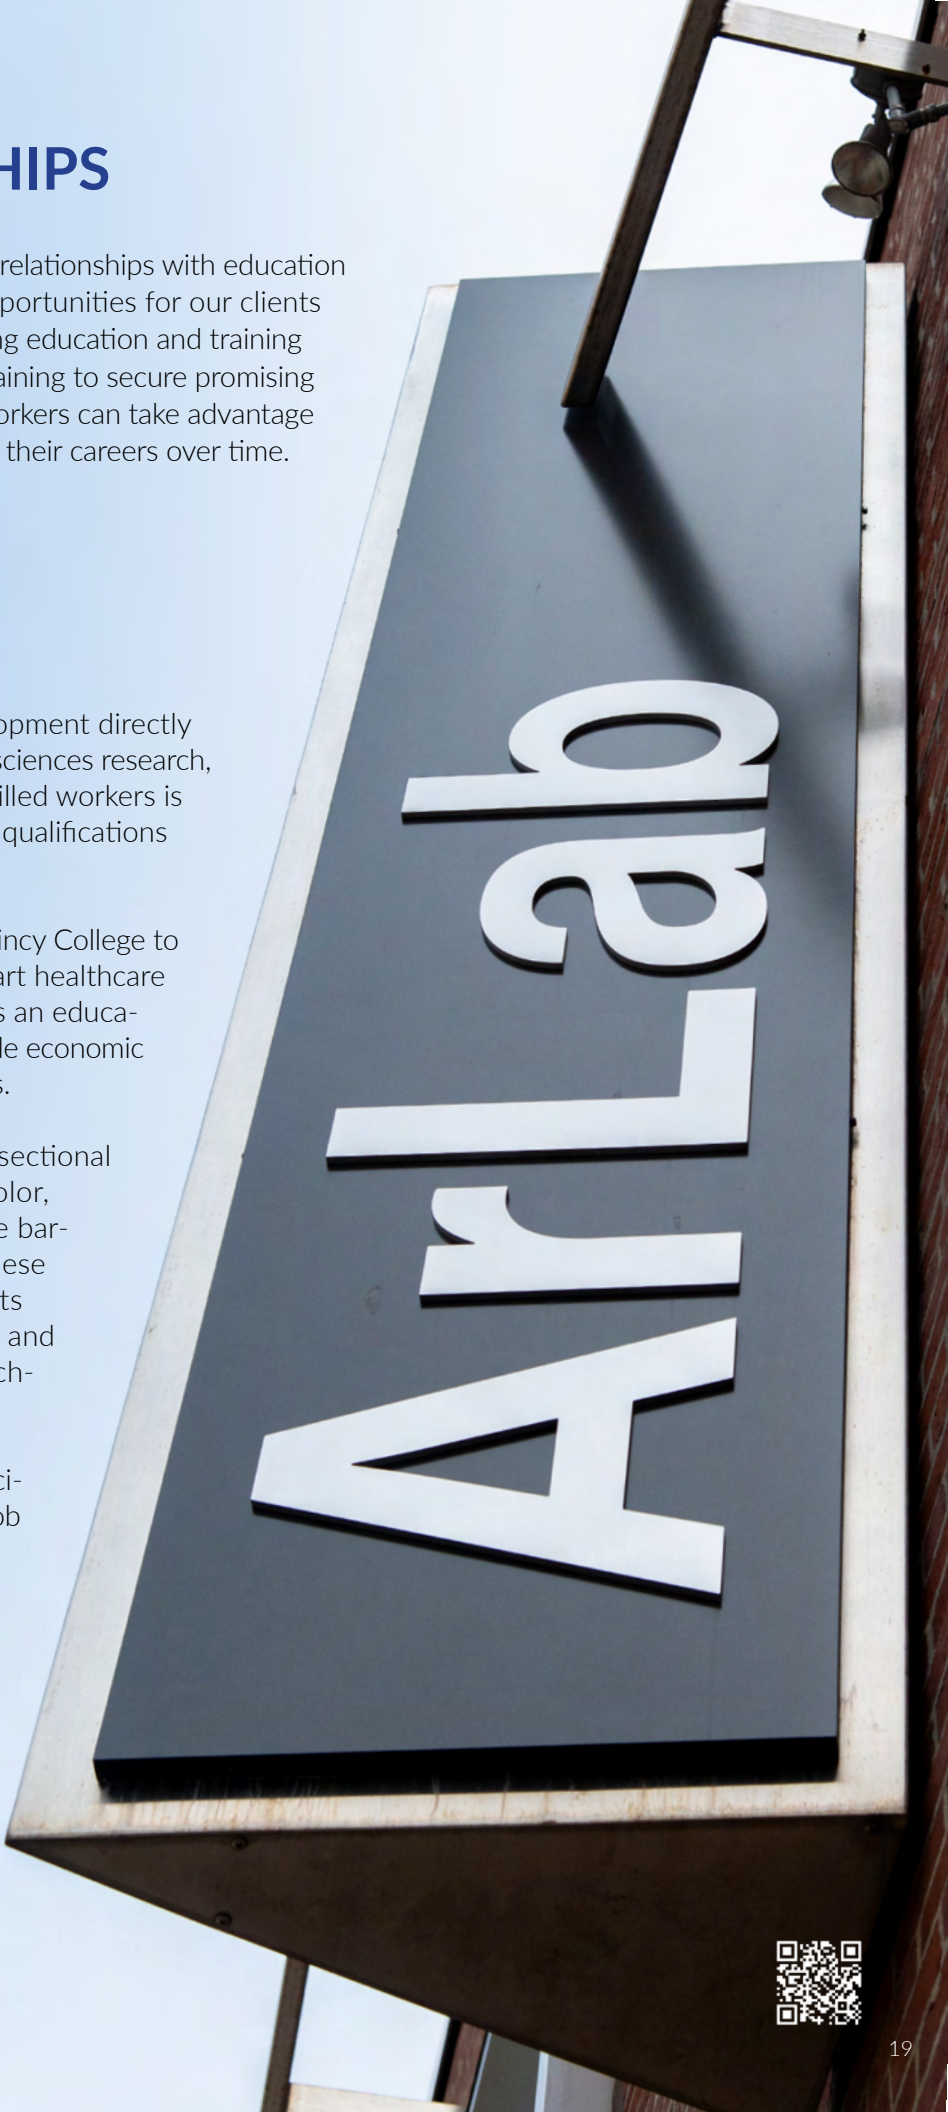 HIPS
relationships with education
portunities for our clients
g education and training
aining to secure promising
orkers can take advantage
their careers over time.
opment directly
sciences research,
illed workers is
qualifications
incy College to
art healthcare
s an educa-
le economic
s.
sectional
olor,
e bar-
ese
ts
and
ch-
ci-
ob
ArLab
19